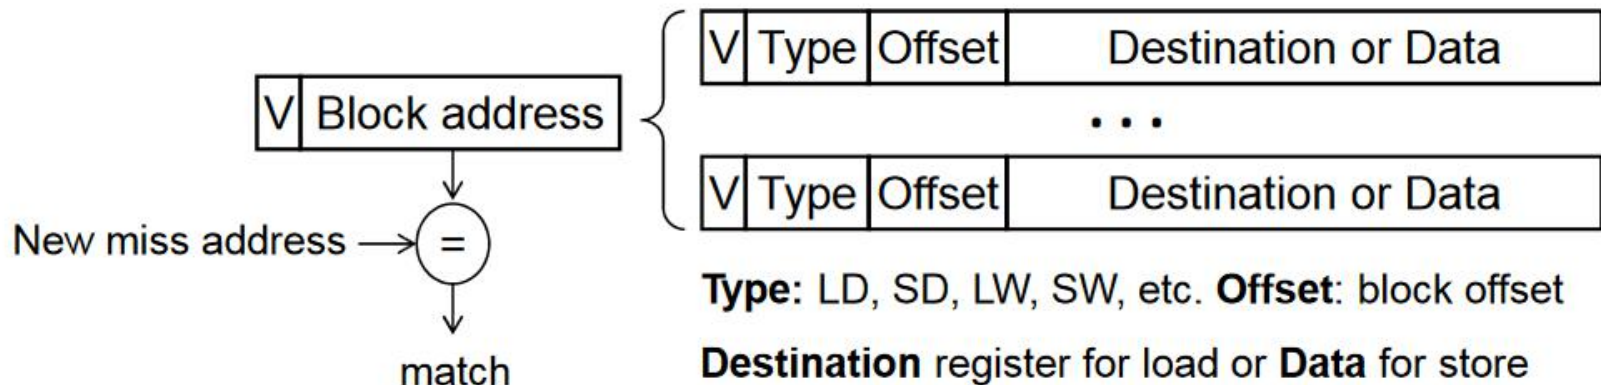 V Type Offset Destination or Data
V Block address
. . .
V Type Offset Destination or Data
New miss address
=
Type: LD, SD, LW, SW, etc. Offset: block offset
Destination register for load or Data for store
match